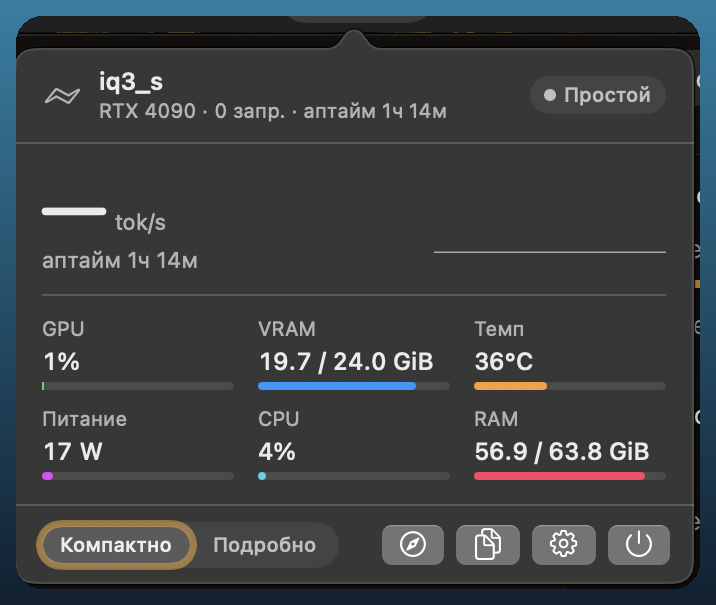 iq3_s
RTX 4090 · 0 запр. · аптайм 1ч 14м
Простой
— tok/s
аптайм 1ч 14м
GPU
1%
VRAM
19.7 / 24.0 GiB
Темп
36°C
Питание
17 W
CPU
4%
RAM
56.9 / 63.8 GiB
Компактно
Подробно